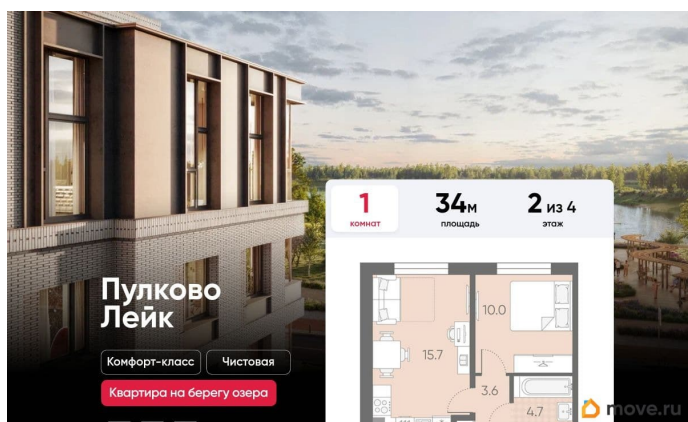 1
комнат
34м
площадь
2 из 4
этаж
Пулково
Лейк
Комфорт-класс
Чистовая
Квартира на берегу озера
10.0
15.7
3.6
4.7
move.ru